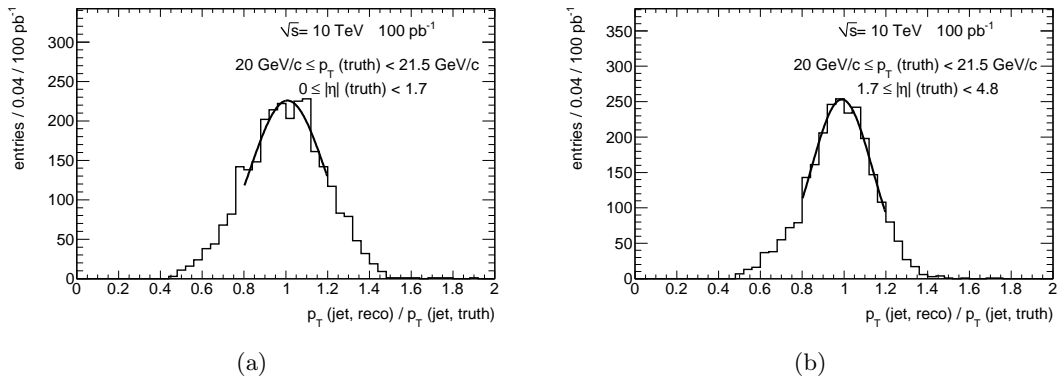 √s= 10 TeV 100 pb⁻¹
20 GeV/c ≤ p_T (truth) < 21.5 GeV/c
0 ≤ |η| (truth) < 1.7
entries / 0.04 / 100 pb⁻¹
300
250
200
150
100
50
0
0 0.2 0.4 0.6 0.8 1 1.2 1.4 1.6 1.8 2
p_T (jet, reco) / p_T (jet, truth)
(a)
√s= 10 TeV 100 pb⁻¹
20 GeV/c ≤ p_T (truth) < 21.5 GeV/c
1.7 ≤ |η| (truth) < 4.8
entries / 0.04 / 100 pb⁻¹
350
300
250
200
150
100
50
0
0 0.2 0.4 0.6 0.8 1 1.2 1.4 1.6 1.8 2
p_T (jet, reco) / p_T (jet, truth)
(b)